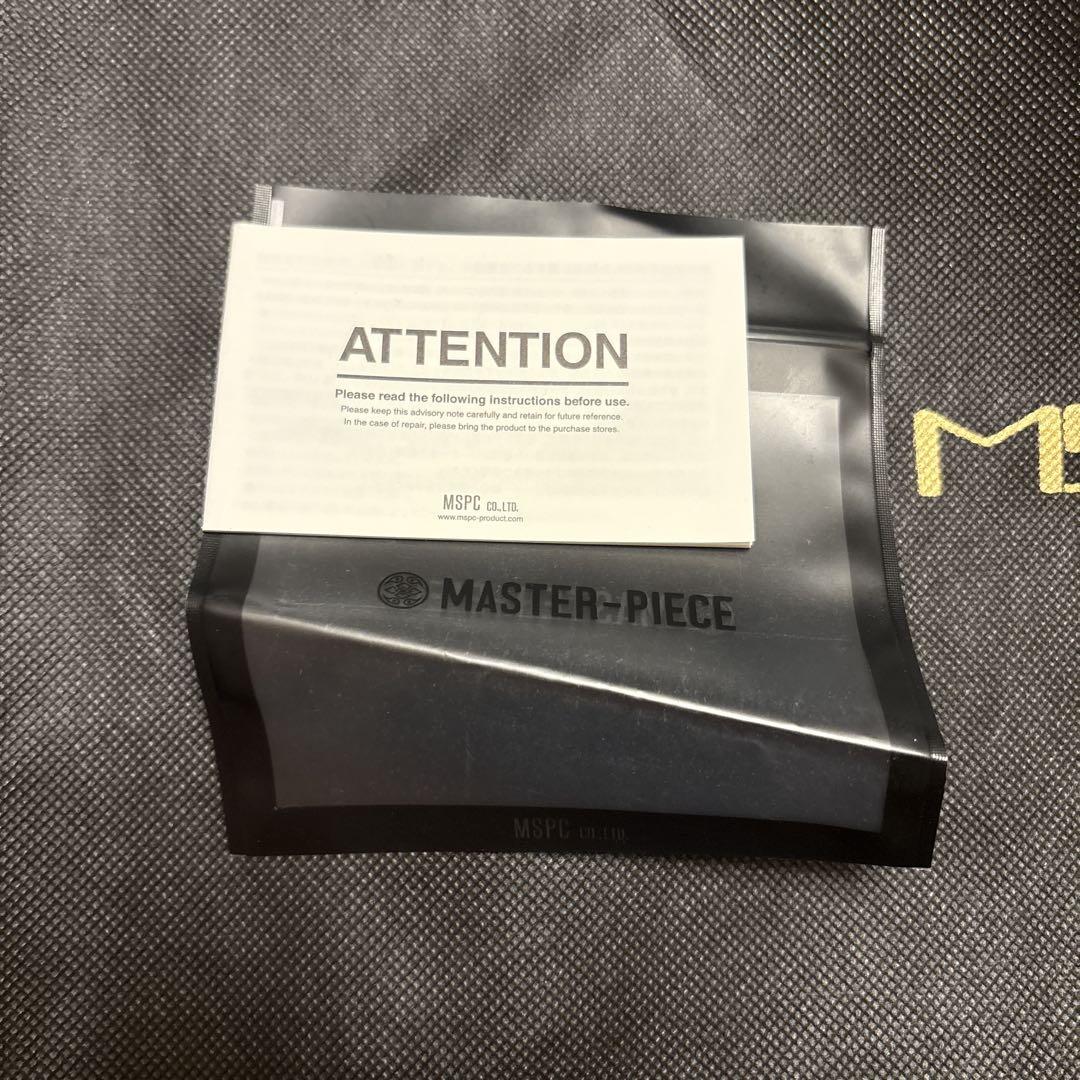 ATTENTION
Please read the following instructions before use.
Please keep this advisory note carefully and retain for future reference.
In the case of repair, please bring the product to the purchase stores.
MSPC CO.,LTD.
www.mspc-product.com
MASTER-PIECE
MSPC CO.,LTD.